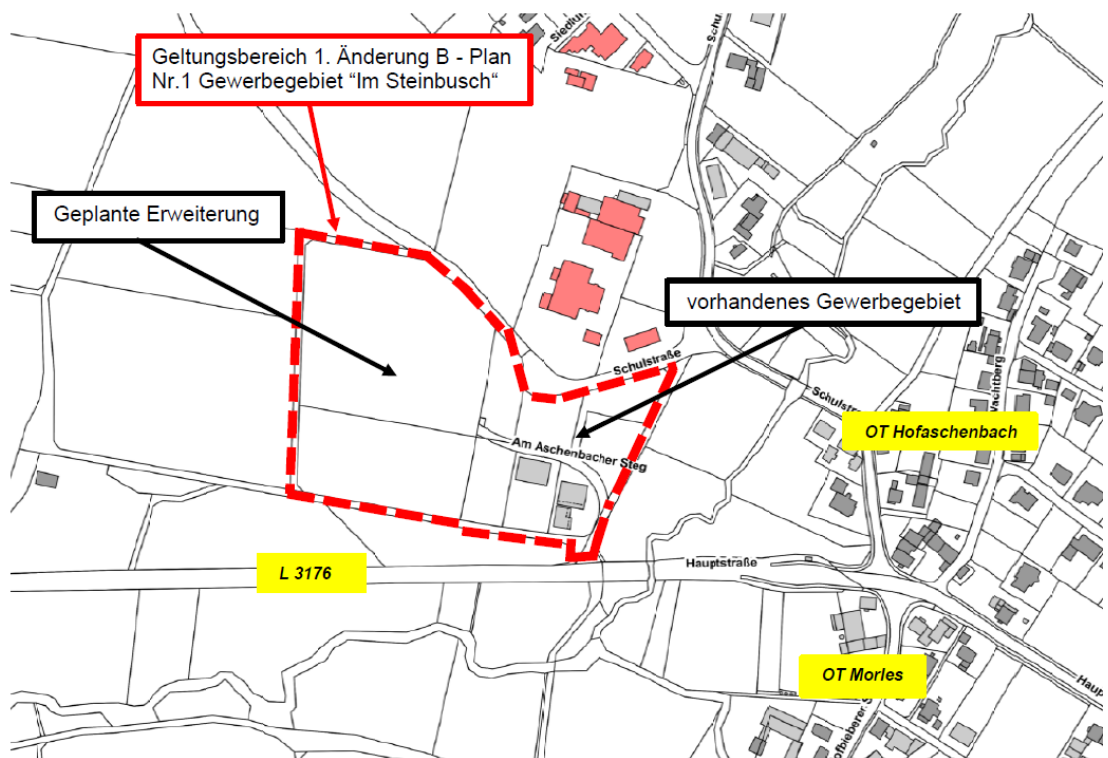 Geltungsbereich 1. Änderung B - Plan
Nr.1 Gewerbegebiet "Im Steinbusch"
Geplante Erweiterung
vorhandenes Gewerbegebiet
Schulstraße
Am Aschenbacher Steg
OT Hofaschenbach
Wachtberg
L 3176
Hauptstraße
OT Morles